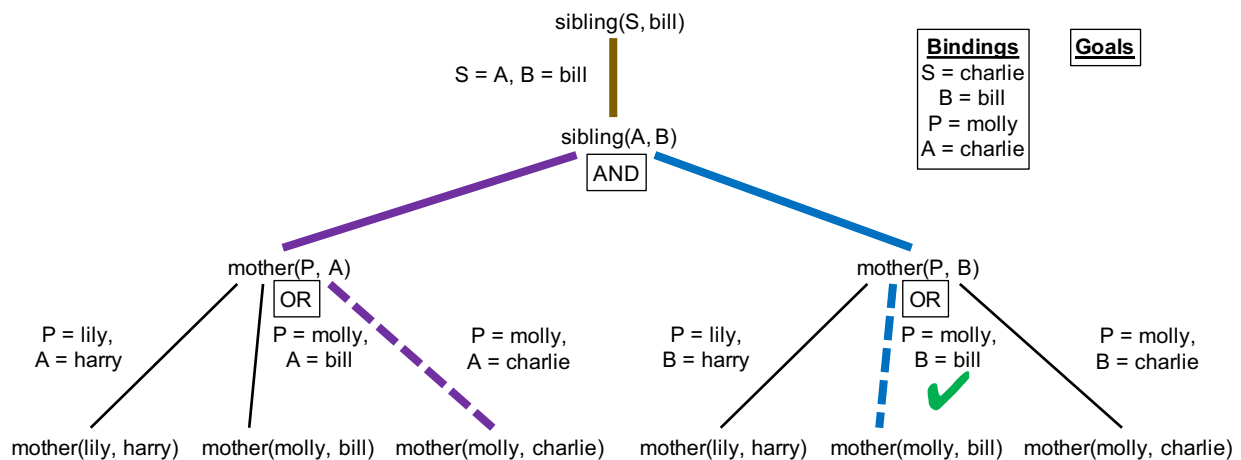 sibling(S, bill)
S = A, B = bill
Bindings
S = charlie
B = bill
P = molly
A = charlie
Goals
sibling(A, B)
AND
mother(P, A)
OR
mother(P, B)
OR
P = lily,
A = harry
P = molly,
A = bill
P = molly,
A = charlie
P = lily,
B = harry
P = molly,
B = bill
P = molly,
B = charlie
mother(lily, harry)
mother(molly, bill)
mother(molly, charlie)
mother(lily, harry)
mother(molly, bill)
mother(molly, charlie)